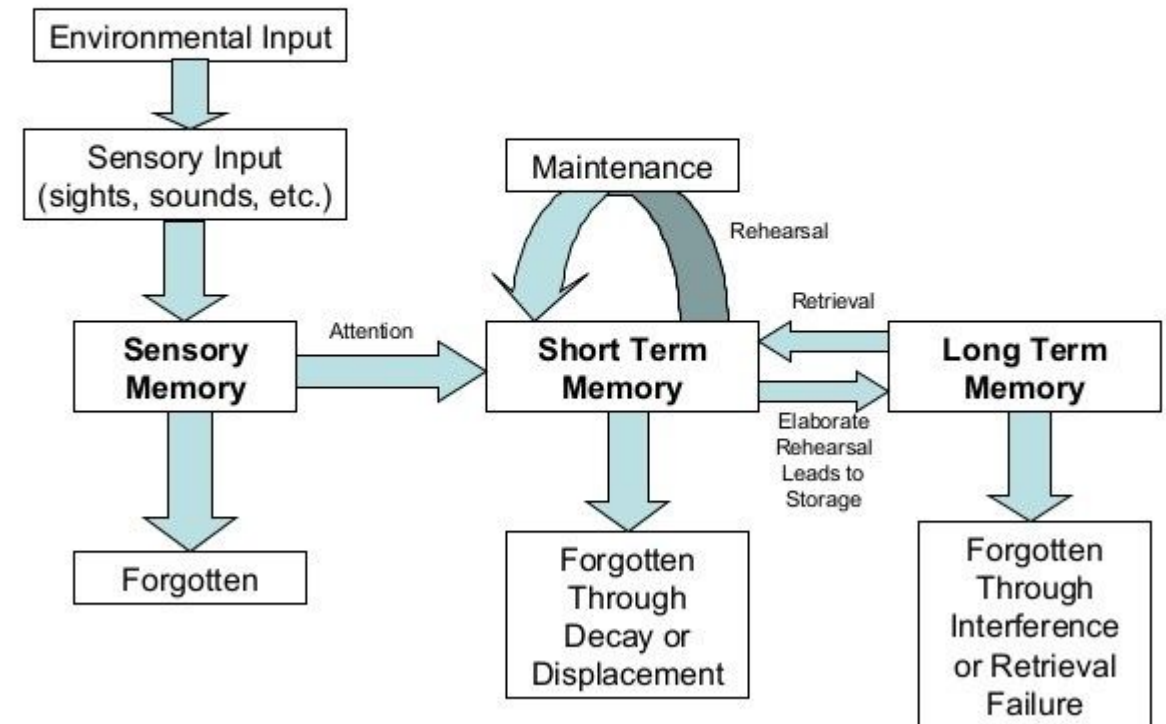 Environmental Input
Sensory Input
(sights, sounds, etc.)
Maintenance
Rehearsal
Sensory
Memory
Attention
Short Term
Memory
Retrieval
Elaborate
Rehearsal
Leads to
Storage
Long Term
Memory
Forgotten
Forgotten
Through
Decay or
Displacement
Forgotten
Through
Interference
or Retrieval
Failure